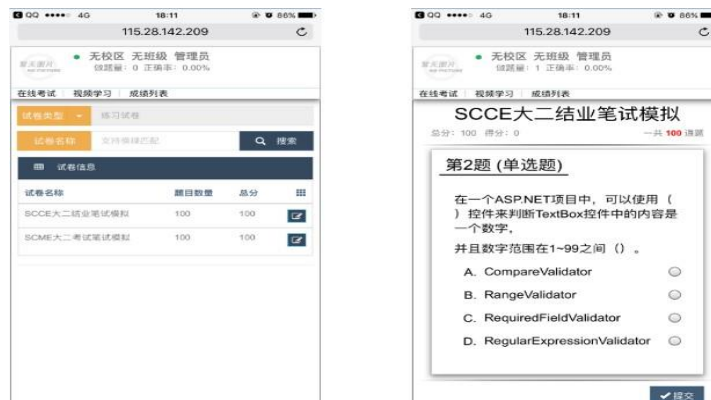 QQ 4G 18:11 86%
115.28.142.209
无校区 无班级 管理员
做题量: 0 正确率: 0.00%
在线考试 视频学习 成绩列表
试卷类型 练习试卷
试卷名称 支持模糊匹配 搜索
试卷信息
试卷名称 题目数量 总分
SCCE大二结业笔试模拟 100 100
SCME大二考试笔试模拟 100 100
QQ 4G 18:11 86%
115.28.142.209
无校区 无班级 管理员
做题量: 1 正确率: 0.00%
在线考试 视频学习 成绩列表
SCCE大二结业笔试模拟
总分: 100 得分: 0 一共 100 道题
第2题 (单选题)
在一个ASP.NET项目中，可以使用（
）控件来判断TextBox控件中的内容是
一个数字，
并且数字范围在1~99之间（）。
A. CompareValidator
B. RangeValidator
C. RequiredFieldValidator
D. RegularExpressionValidator
提交